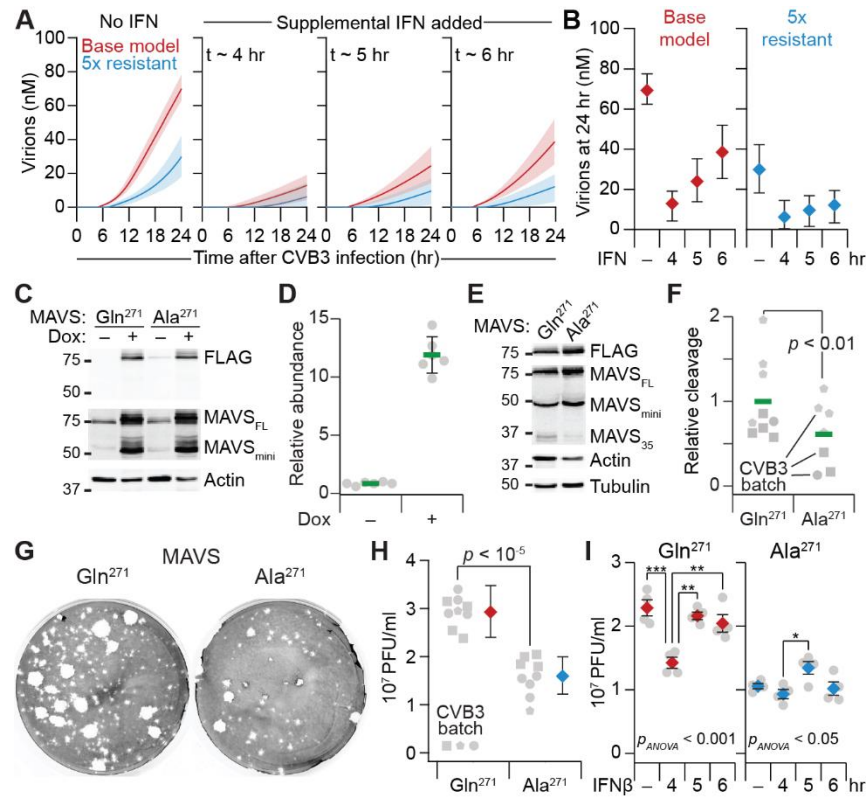 A
No IFN
Supplemental IFN added
Base model
5x resistant
t ~ 4 hr
t ~ 5 hr
t ~ 6 hr
Virions (nM)
100
80
60
40
20
0
0 6 12 18 24
0 6 12 18 24
0 6 12 18 24
0 6 12 18 24
Time after CVB3 infection (hr)
B
Base model
5x resistant
Virions at 24 hr (nM)
100
80
60
40
20
0
IFN – 4 5 6 – 4 5 6 hr
C
MAVS: Gln271 Ala271
Dox: – + – +
75
50
FLAG
75
50
MAVSFL
MAVSmini
37
Actin
D
Relative abundance
15
10
5
0
Dox – +
E
MAVS: Gln271 Ala271
75 FLAG
75 MAVSFL
50 MAVSmini
37 MAVS35
37 Actin
50 Tubulin
F
Relative cleavage
2
1
0
p < 0.01
CVB3 batch
Gln271 Ala271
G
MAVS
Gln271 Ala271
H
10^7 PFU/ml
4
3
2
1
0
p < 10^-5
CVB3 batch
Gln271 Ala271
I
Gln271 Ala271
10^7 PFU/ml
3
2
1
0
*** ** **
*
pANOVA < 0.001
pANOVA < 0.05
IFNβ – 4 5 6 – 4 5 6 hr